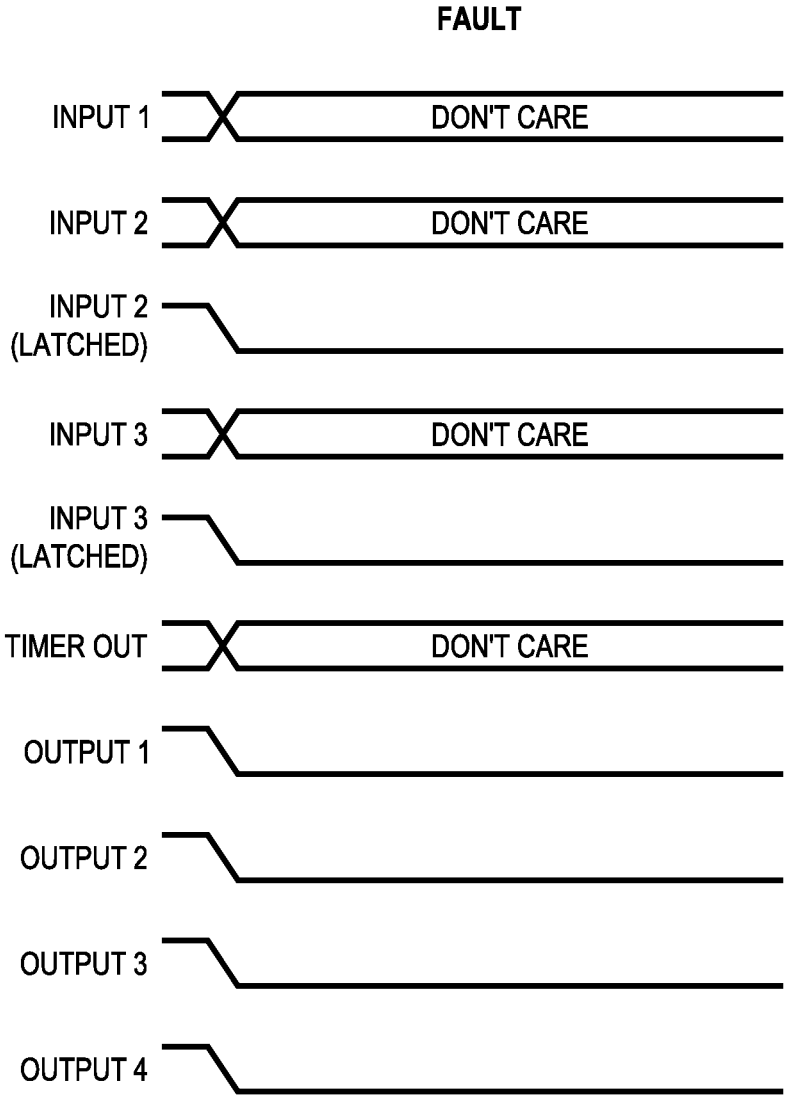 FAULT
INPUT 1
DON'T CARE
INPUT 2
DON'T CARE
INPUT 2
(LATCHED)
INPUT 3
DON'T CARE
INPUT 3
(LATCHED)
TIMER OUT
DON'T CARE
OUTPUT 1
OUTPUT 2
OUTPUT 3
OUTPUT 4